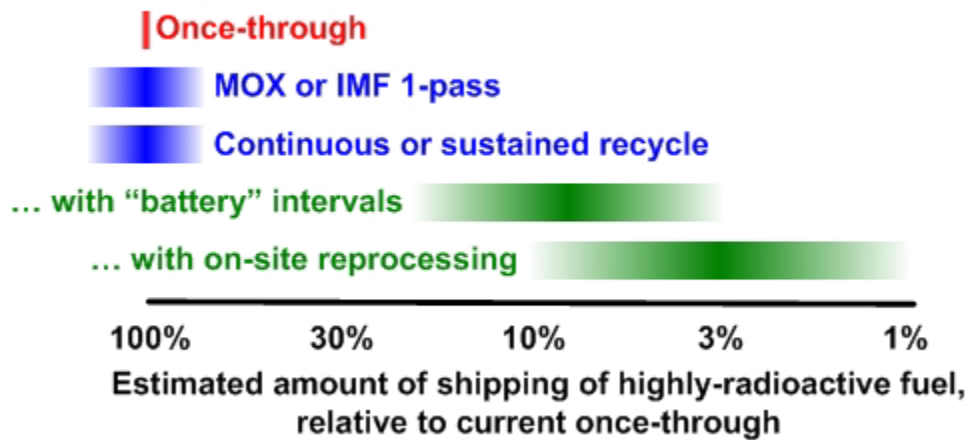 Once-through
MOX or IMF 1-pass
Continuous or sustained recycle
... with “battery” intervals
... with on-site reprocessing
100% 30% 10% 3% 1%
Estimated amount of shipping of highly-radioactive fuel,
relative to current once-through